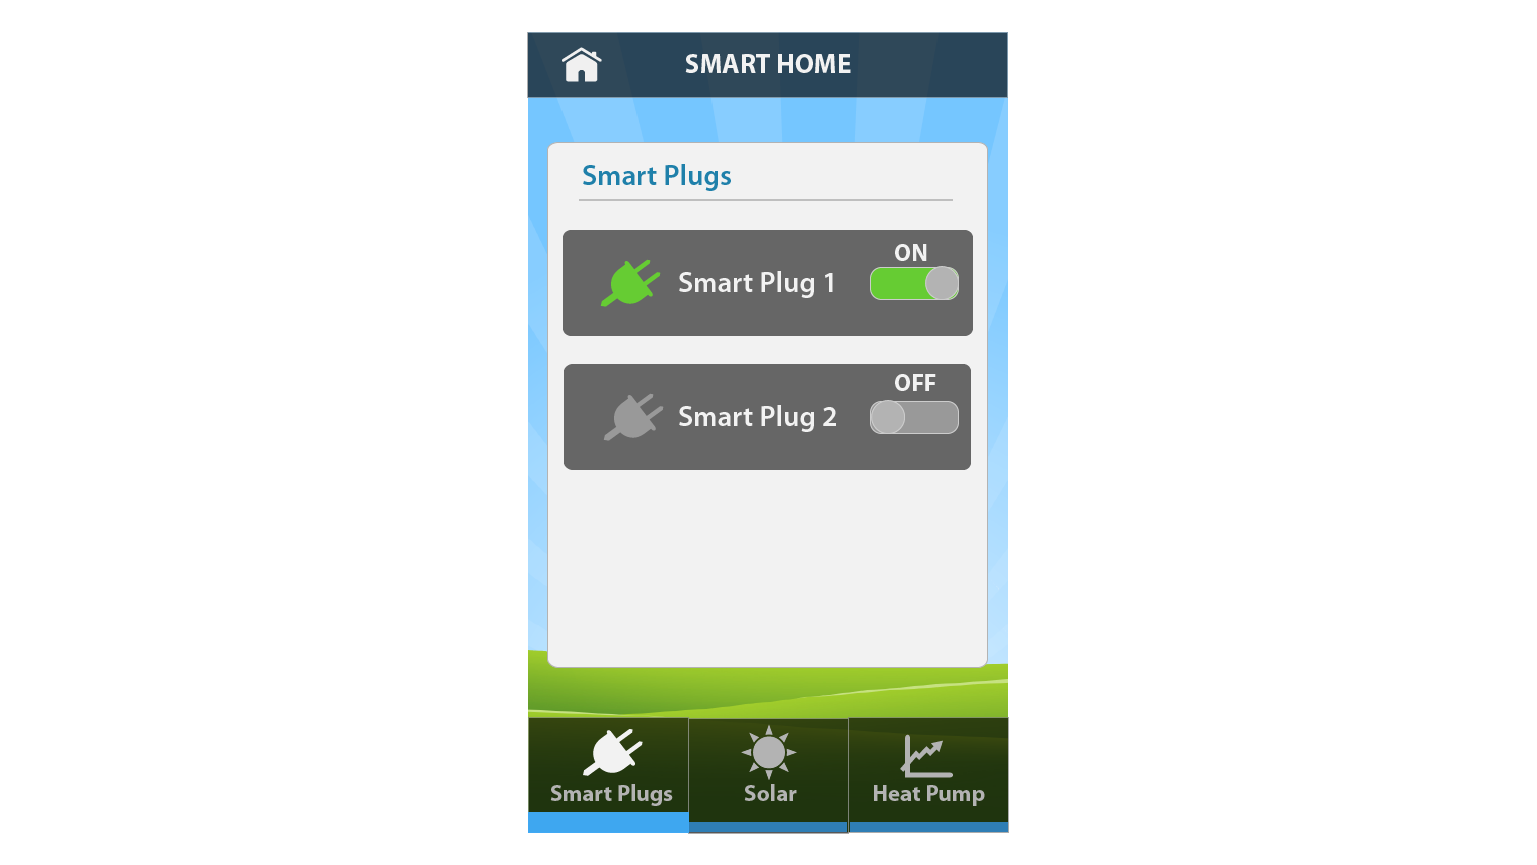 SMART HOME
Smart Plugs
ON
Smart Plug 1
OFF
Smart Plug 2
Smart Plugs
Solar
Heat Pump